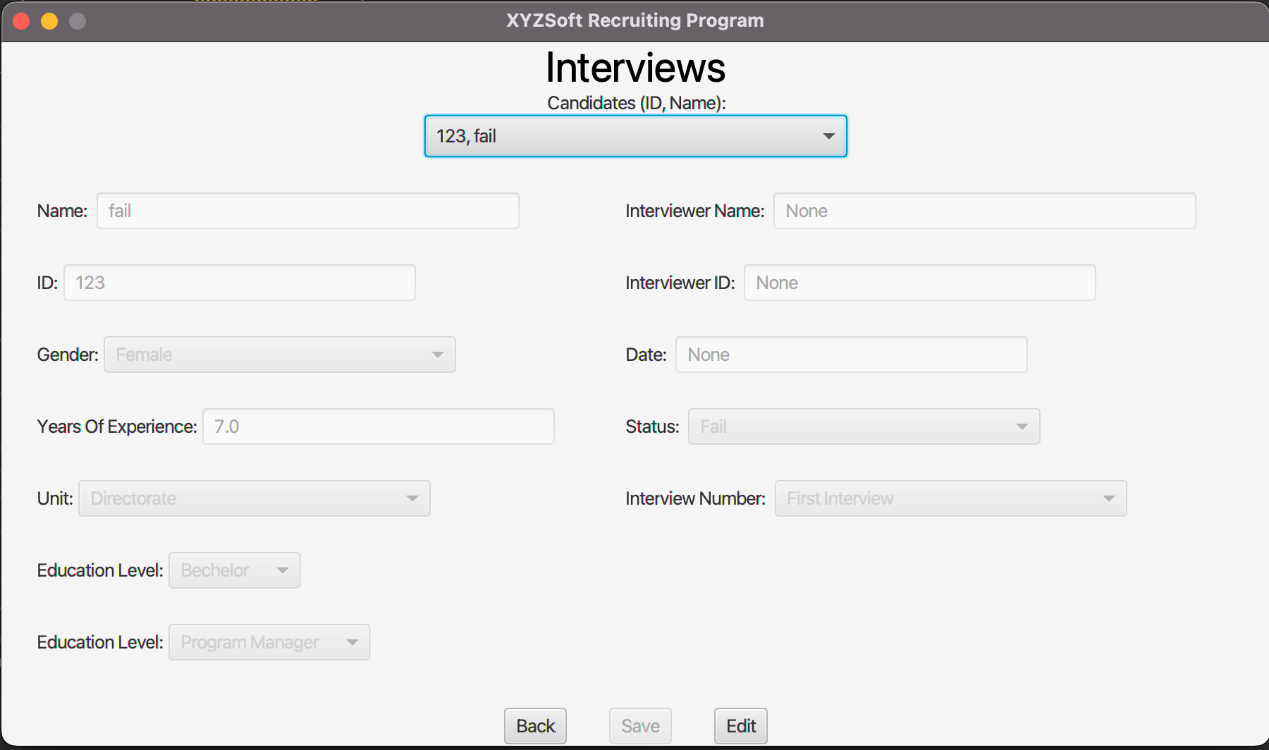 XYZSoft Recruiting Program
Interviews
Candidates (ID, Name):
123, fail
Name: fail
Interviewer Name: None
ID: 123
Interviewer ID: None
Gender: Female
Date: None
Years Of Experience: 7.0
Status: Fail
Unit: Directorate
Interview Number: First Interview
Education Level: Bechelor
Education Level: Program Manager
Back Save Edit